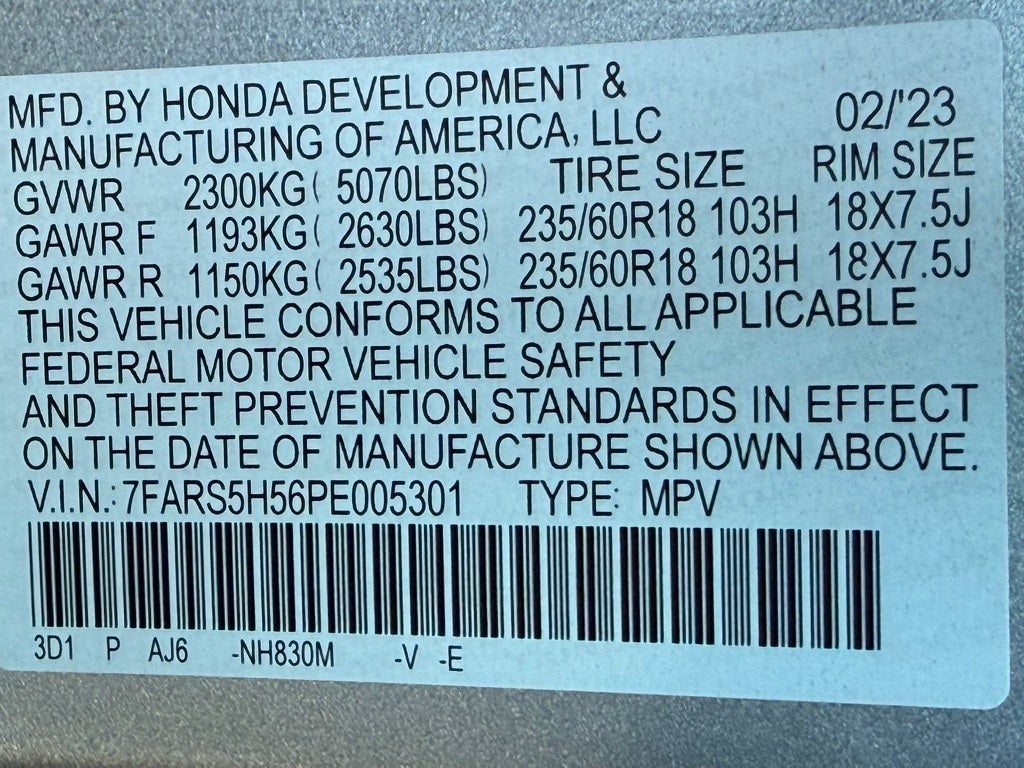 MFD. BY HONDA DEVELOPMENT &
MANUFACTURING OF AMERICA, LLC 02/'23
GVWR 2300KG( 5070LBS) TIRE SIZE RIM SIZE
GAWR F 1193KG( 2630LBS) 235/60R18 103H 18X7.5J
GAWR R 1150KG( 2535LBS) 235/60R18 103H 18X7.5J
THIS VEHICLE CONFORMS TO ALL APPLICABLE
FEDERAL MOTOR VEHICLE SAFETY
AND THEFT PREVENTION STANDARDS IN EFFECT
ON THE DATE OF MANUFACTURE SHOWN ABOVE.
V.I.N.: 7FARS5H56PE005301 TYPE: MPV
3D1 P AJ6 -NH830M -V -E